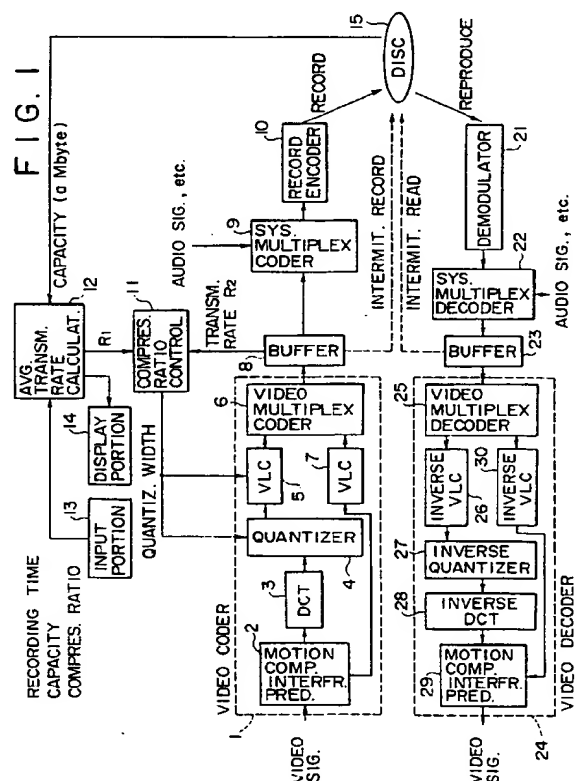 FIG. 1
RECORDING TIME
CAPACITY
COMPRES. RATIO
13
INPUT
PORTION
14
DISPLAY
PORTION
12
AVG.
TRANSM.
RATE
CALCULAT.
CAPACITY (a Mbyte)
R1
11
COMPRES.
RATIO
CONTROL.
QUANTIZ. WIDTH
TRANSM.
RATE R2
AUDIO SIG., etc.
VIDEO CODER
1
VIDEO
SIG.
2
MOTION
COMP.
INTERFR.
PRED.
3
DCT
QUANTIZER
4
VLC
5
VLC
7
6
VIDEO
MULTIPLEX
CODER
8
BUFFER
9
SYS.
MULTIPLEX
CODER
10
RECORD
ENCODER
RECORD
15
DISC
INTERMIT. RECORD
INTERMIT. READ
REPRODUCE
DEMODULATOR
21
SYS.
MULTIPLEX
DECODER
22
AUDIO SIG., etc.
BUFFER
23
25
VIDEO
MULTIPLEX
DECODER
INVERSE
VLC
26
30
INVERSE
VLC
27
INVERSE
QUANTIZER
28
INVERSE
DCT
29
MOTION
COMP.
INTERFR.
PRED.
VIDEO
SIG.
24
VIDEO DECODER